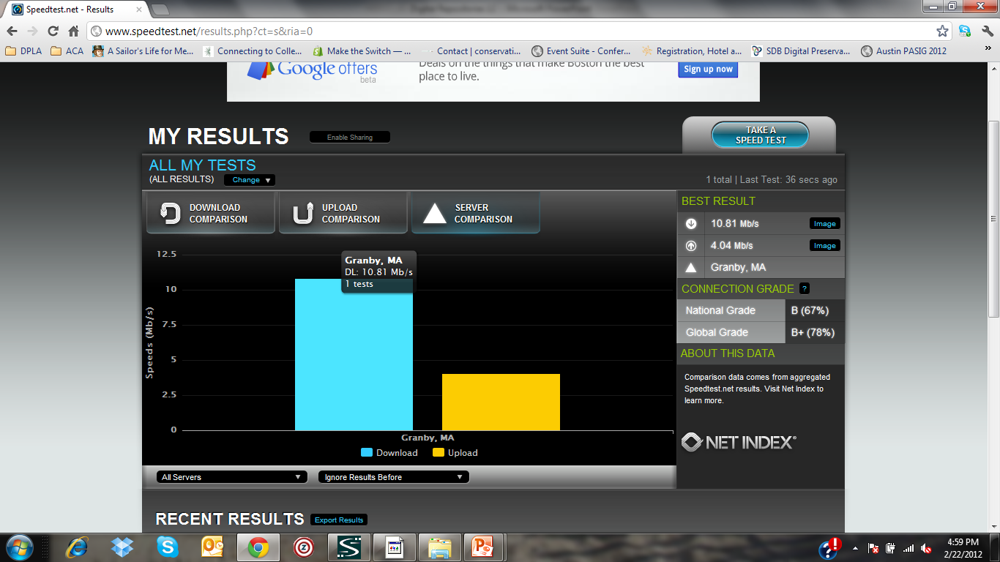 Speedtest.net - Results
www.speedtest.net/results.php?ct=s&ria=0
DPLA
ACA
A Sailor's Life for Me...
Connecting to Colle...
Make the Switch — ...
Contact | conservati...
Event Suite - Confer...
Registration, Hotel a...
SDB Digital Preserva...
Austin PASIG 2012
»
Google offers
beta
Deals on the things that make Boston the best
place to live.
Sign up now
MY RESULTS
Enable Sharing
TAKE A
SPEED TEST
ALL MY TESTS
(ALL RESULTS)
Change
1 total | Last Test: 36 secs ago
DOWNLOAD
COMPARISON
UPLOAD
COMPARISON
SERVER
COMPARISON
12.5
10
7.5
5
2.5
0
Speeds (Mb/s)
Granby, MA
DL: 10.81 Mb/s
1 tests
Granby, MA
Download
Upload
All Servers
Ignore Results Before
BEST RESULT
10.81 Mb/s
Image
4.04 Mb/s
Image
Granby, MA
CONNECTION GRADE
?
National Grade
B (67%)
Global Grade
B+ (78%)
ABOUT THIS DATA
Comparison data comes from aggregated
Speedtest.net results. Visit Net Index to
learn more.
NET INDEX
RECENT RESULTS
Export Results
4:59 PM
2/22/2012